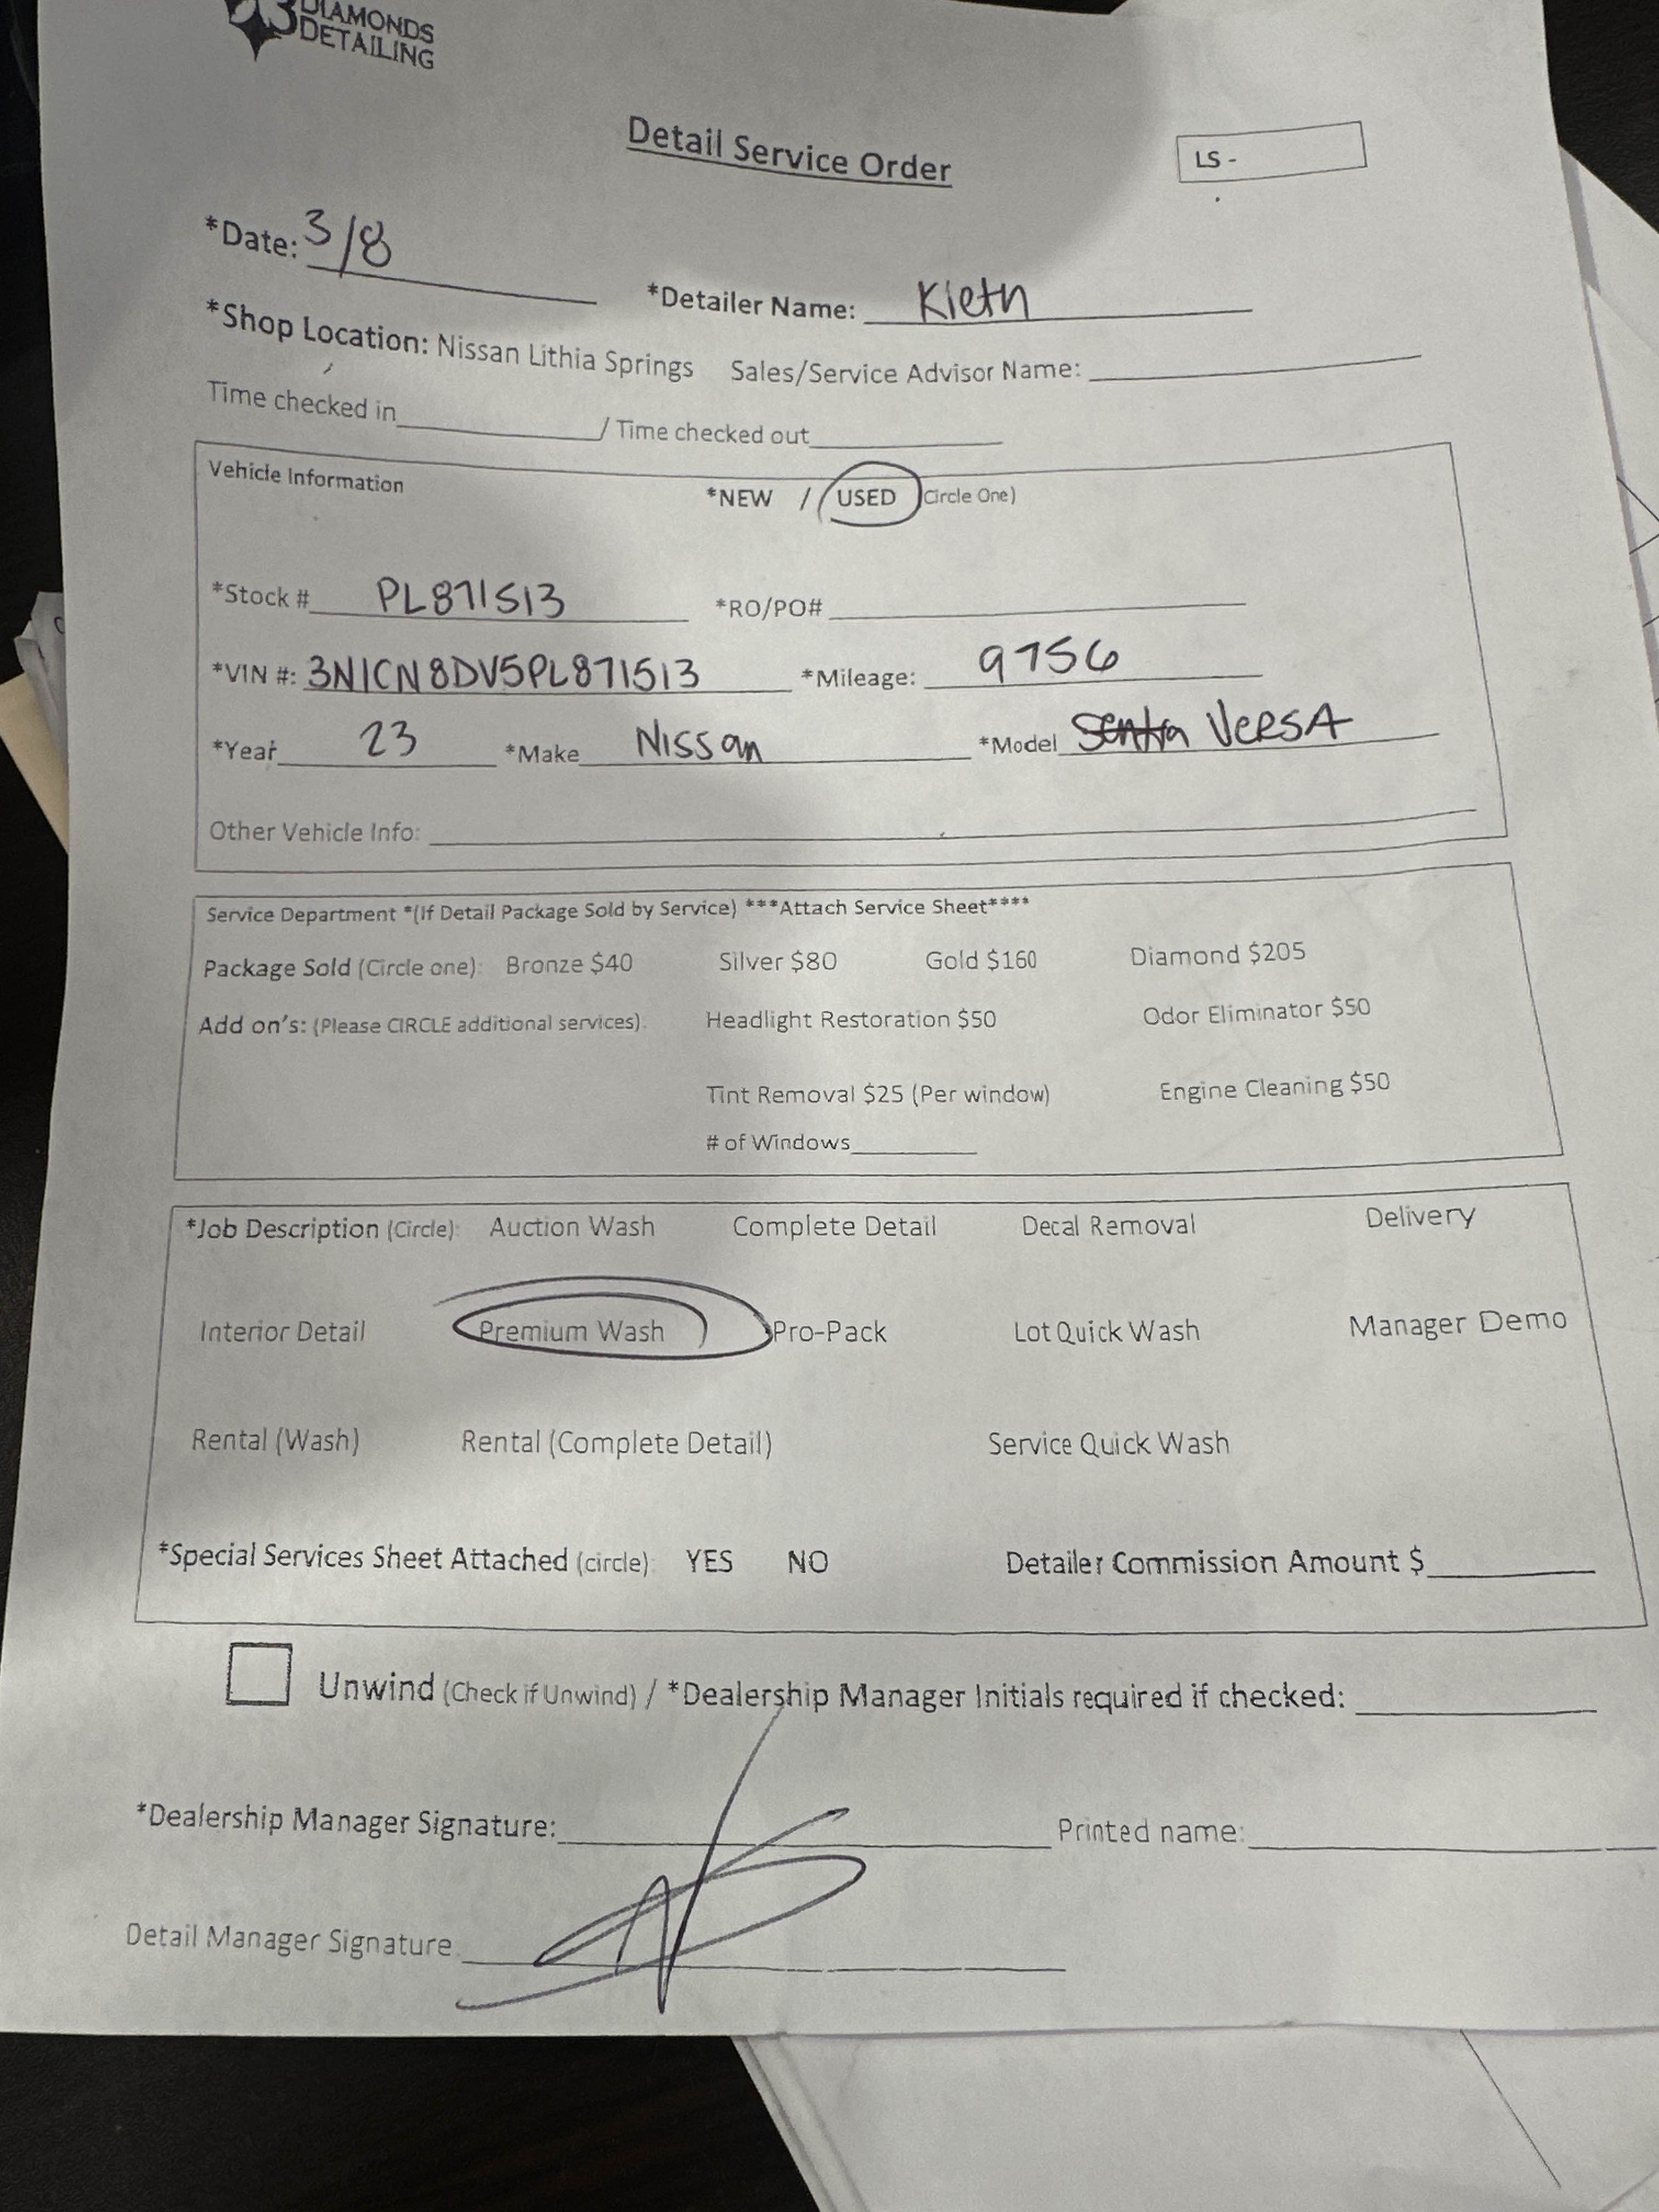 3 DIAMONDS
DETAILING
Detail Service Order
LS -
*Date: 3/8
*Detailer Name: Kieth
*Shop Location: Nissan Lithia Springs Sales/Service Advisor Name:
Time checked in / Time checked out
Vehicle Information *NEW / USED Circle One)
*Stock # PL871513 *RO/PO#
*VIN #: 3N1CN8DV5PL871513 *Mileage: 9756
*Year 23 *Make Nissan *Model Sentra VERSA
Other Vehicle Info:
Service Department *(If Detail Package Sold by Service) ***Attach Service Sheet****
Package Sold (Circle one): Bronze $40 Silver $80 Gold $160 Diamond $205
Add on's: (Please CIRCLE additional services). Headlight Restoration $50 Odor Eliminator $50
Tint Removal $25 (Per window) Engine Cleaning $50
# of Windows
*Job Description (Circle): Auction Wash Complete Detail Decal Removal Delivery
Interior Detail Premium Wash Pro-Pack Lot Quick Wash Manager Demo
Rental (Wash) Rental (Complete Detail) Service Quick Wash
*Special Services Sheet Attached (circle): YES NO Detailer Commission Amount $
Unwind (Check if Unwind) / *Dealership Manager Initials required if checked:
*Dealership Manager Signature: Printed name:
Detail Manager Signature